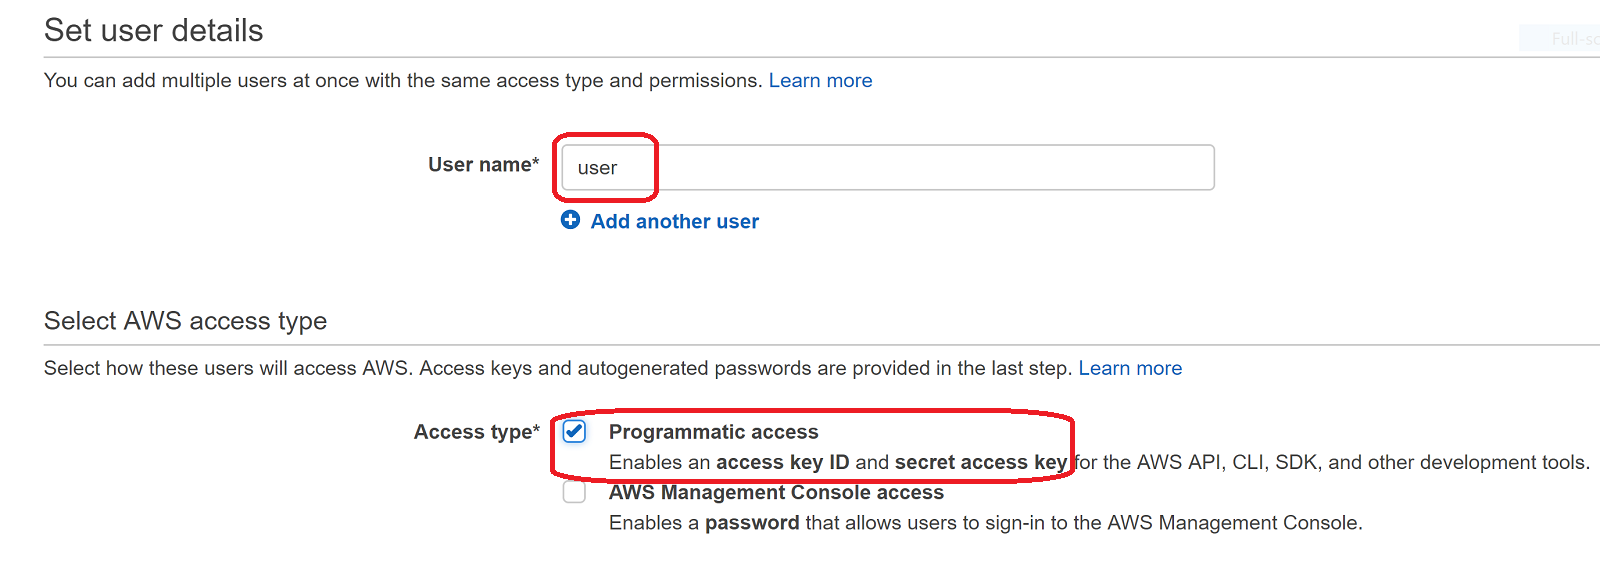 Set user details
Full-sc
You can add multiple users at once with the same access type and permissions. Learn more
User name*
user
Add another user
Select AWS access type
Select how these users will access AWS. Access keys and autogenerated passwords are provided in the last step. Learn more
Access type*
Programmatic access
Enables an access key ID and secret access key for the AWS API, CLI, SDK, and other development tools.
AWS Management Console access
Enables a password that allows users to sign-in to the AWS Management Console.